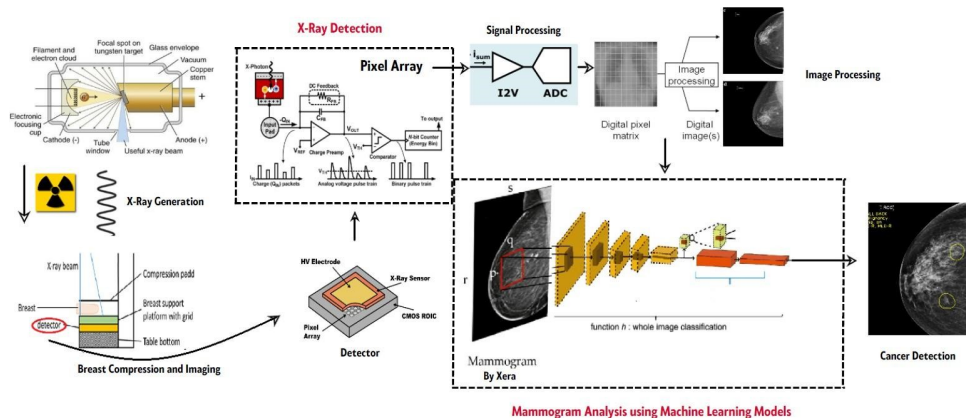 Focal spot on
tungsten target
Filament and
electron cloud
Glass envelope
Vacuum
Copper
stem
Electronic
focusing
cup
Cathode (-)
Tube
window
Useful x-ray beam
Anode (+)
X-Ray Generation
X-ray beam
Compression padd
Breast
Breast support
platform with grid
detector
Table bottom
Breast Compression and Imaging
X-Ray Detection
X-Photon
Pixel Array
DC Feedback
Input
Pad
Charge Preamp
Comparator
N-bit Counter
(Energy Bin)
To output
Charge (QIN) packets
Analog voltage pulse train
Binary pulse train
HV Electrode
X-Ray Sensor
Pixel
Array
CMOS ROIC
Detector
Signal Processing
isum
I2V
ADC
Digital pixel
matrix
Image
processing
Digital
image(s)
Image Processing
s
r
q
p
function h : whole image classification
Mammogram
By Xera
Cancer Detection
Mammogram Analysis using Machine Learning Models